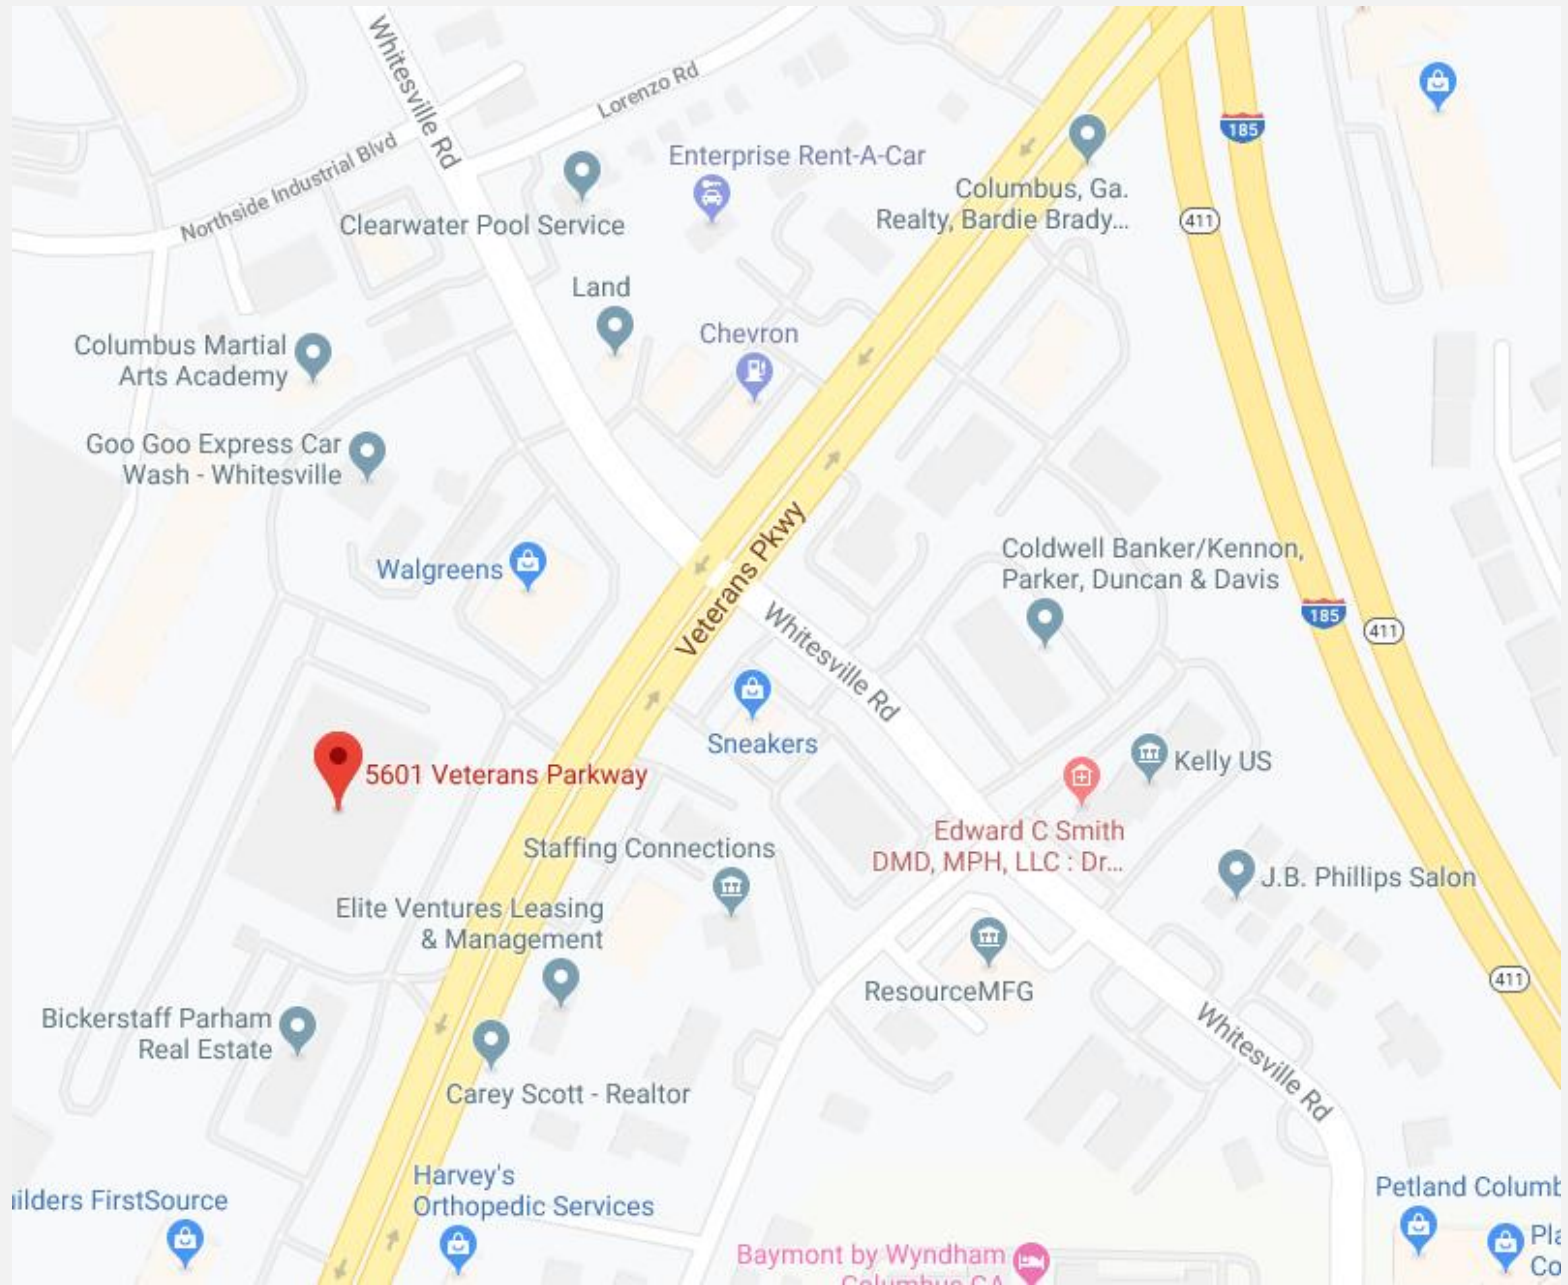 Whitesville Rd
Lorenzo Rd
185
Enterprise Rent-A-Car
Northside Industrial Blvd
Columbus, Ga.
Realty, Bardie Brady...
411
Clearwater Pool Service
Land
Chevron
Columbus Martial
Arts Academy
Goo Goo Express Car
Wash - Whitesville
Veterans Pkwy
Walgreens
Coldwell Banker/Kennon,
Parker, Duncan & Davis
185
411
Whitesville Rd
Sneakers
5601 Veterans Parkway
Kelly US
Edward C Smith
DMD, MPH, LLC : Dr...
Staffing Connections
J.B. Phillips Salon
Elite Ventures Leasing
& Management
411
ResourceMFG
Bickerstaff Parham
Real Estate
Whitesville Rd
Carey Scott - Realtor
Harvey's
Orthopedic Services
ilders FirstSource
Petland Columb
Pla
Co
Baymont by Wyndham
Columbus GA